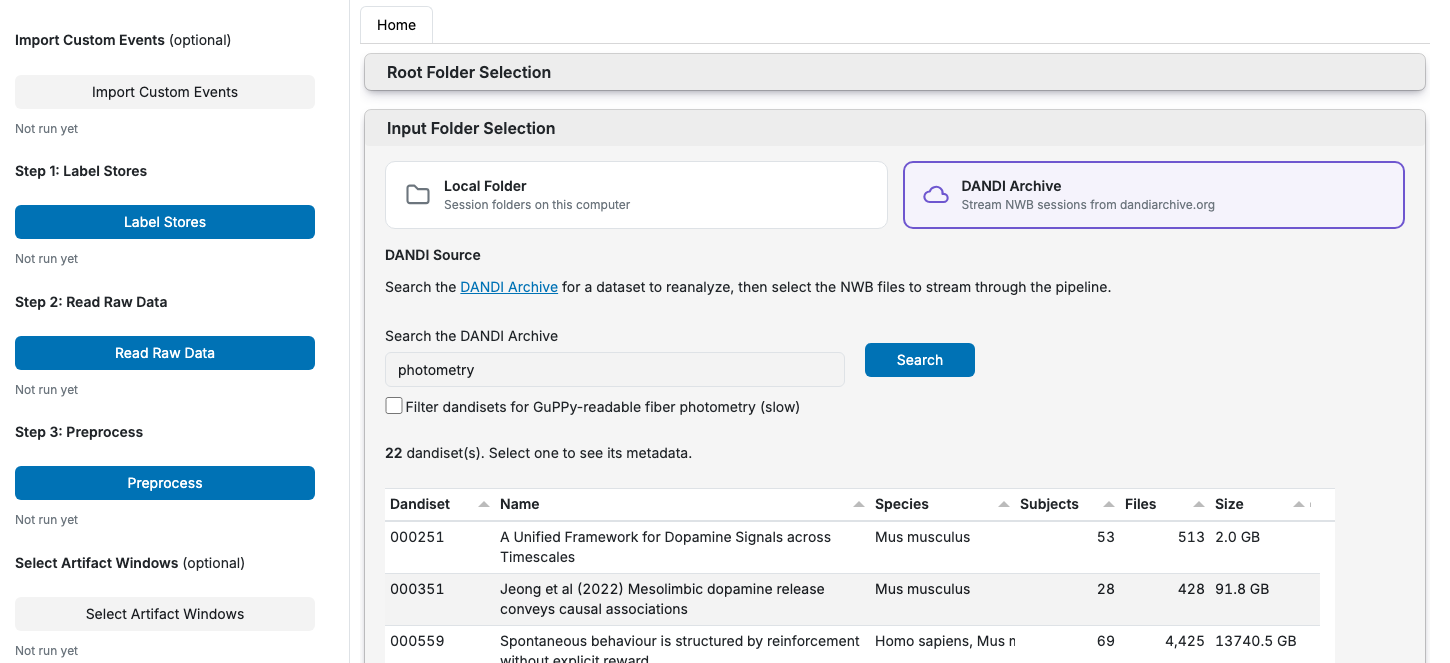 Import Custom Events (optional)
Import Custom Events
Not run yet
Step 1: Label Stores
Label Stores
Not run yet
Step 2: Read Raw Data
Read Raw Data
Not run yet
Step 3: Preprocess
Preprocess
Not run yet
Select Artifact Windows (optional)
Select Artifact Windows
Not run yet
Home
Root Folder Selection
Input Folder Selection
Local Folder
Session folders on this computer
DANDI Archive
Stream NWB sessions from dandiarchive.org
DANDI Source
Search the DANDI Archive for a dataset to reanalyze, then select the NWB files to stream through the pipeline.
Search the DANDI Archive
photometry
Search
Filter dandisets for GuPPy-readable fiber photometry (slow)
22 dandiset(s). Select one to see its metadata.
Dandiset Name Species Subjects Files Size
000251 A Unified Framework for Dopamine Signals across Mus musculus 53 513 2.0 GB
Timescales
000351 Jeong et al (2022) Mesolimbic dopamine release Mus musculus 28 428 91.8 GB
conveys causal associations
000559 Spontaneous behaviour is structured by reinforcement Homo sapiens, Mus 69 4,425 13740.5 GB
without explicit reward